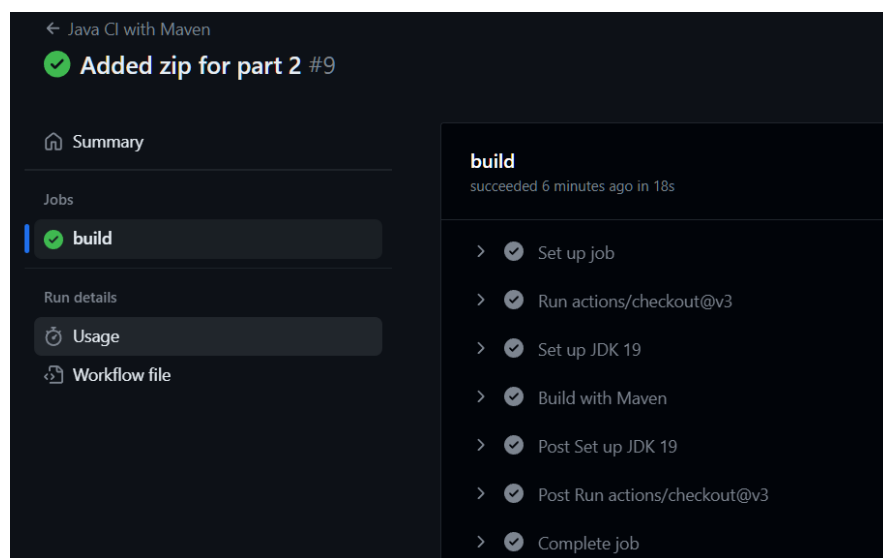 ← Java CI with Maven
Added zip for part 2 #9
Summary
Jobs
build
Run details
Usage
Workflow file
build
succeeded 6 minutes ago in 18s
Set up job
Run actions/checkout@v3
Set up JDK 19
Build with Maven
Post Set up JDK 19
Post Run actions/checkout@v3
Complete job